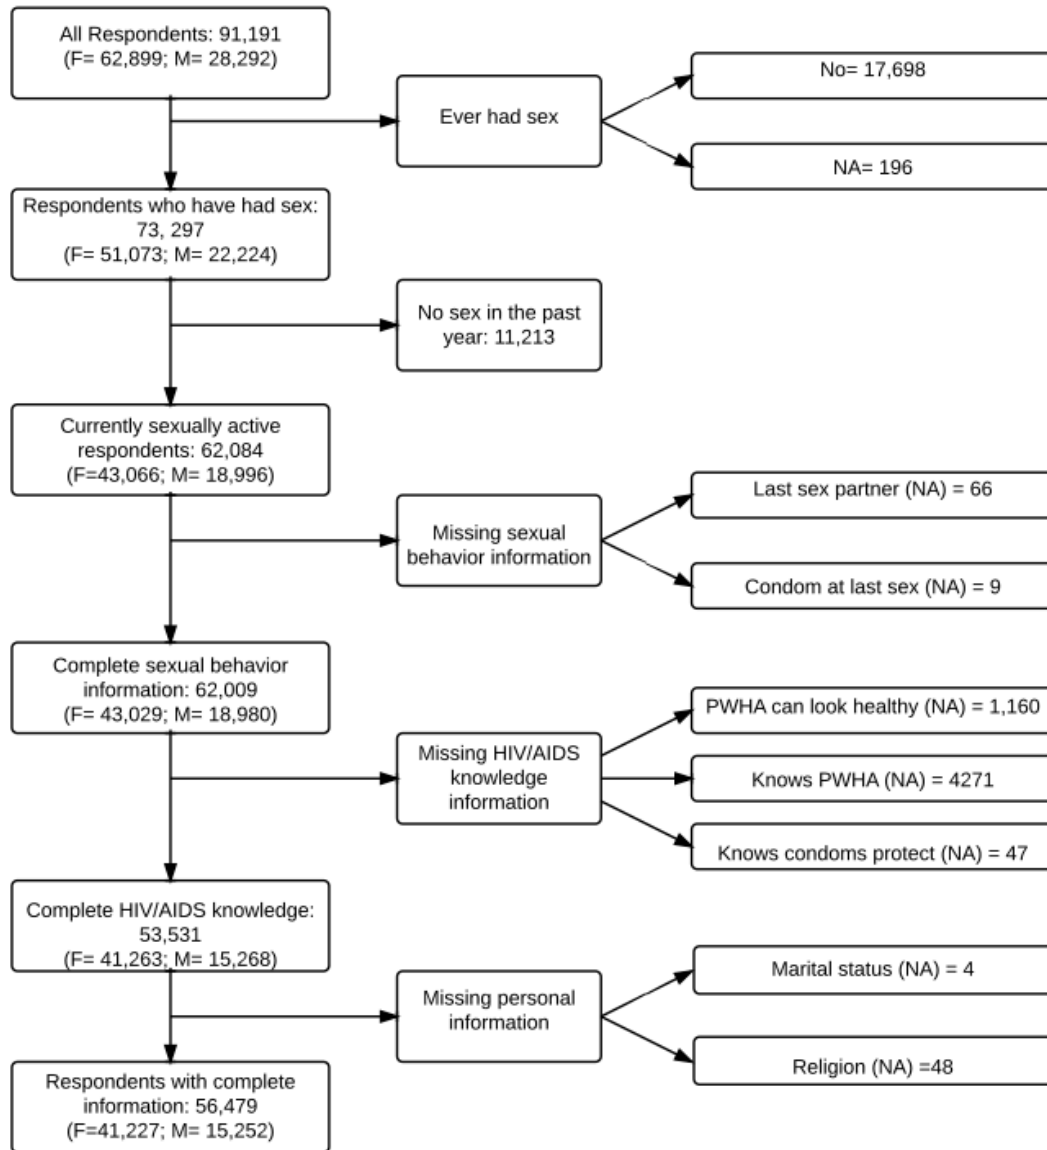 All Respondents: 91,191
(F= 62,899; M= 28,292)
Ever had sex
No= 17,698
NA= 196
Respondents who have had sex:
73, 297
(F= 51,073; M= 22,224)
No sex in the past
year: 11,213
Currently sexually active
respondents: 62,084
(F=43,066; M= 18,996)
Missing sexual
behavior information
Last sex partner (NA) = 66
Condom at last sex (NA) = 9
Complete sexual behavior
information: 62,009
(F= 43,029; M= 18,980)
Missing HIV/AIDS
knowledge
information
PWHA can look healthy (NA) = 1,160
Knows PWHA (NA) = 4271
Knows condoms protect (NA) = 47
Complete HIV/AIDS knowledge:
53,531
(F= 41,263; M= 15,268)
Missing personal
information
Marital status (NA) = 4
Religion (NA) =48
Respondents with complete
information: 56,479
(F=41,227; M= 15,252)